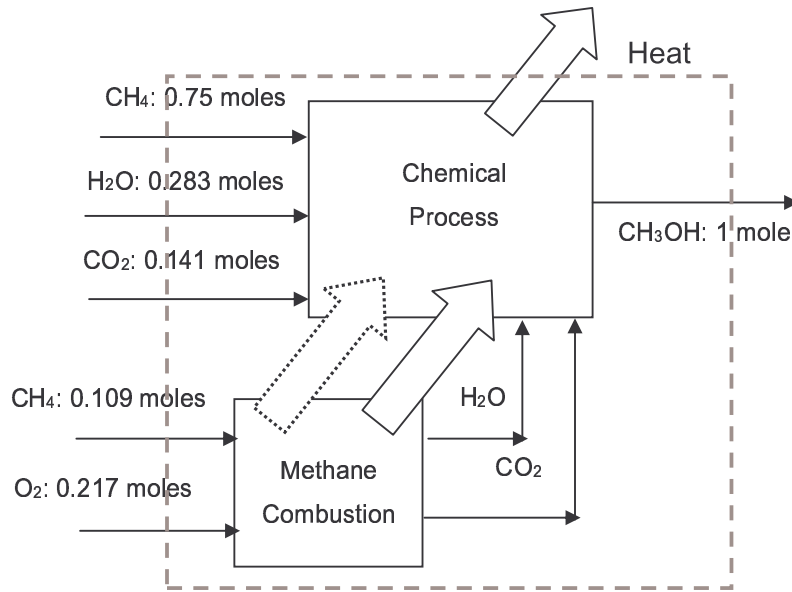 Heat
CH₄: 0.75 moles
H₂O: 0.283 moles
CO₂: 0.141 moles
Chemical
Process
CH₃OH: 1 mole
CH₄: 0.109 moles
O₂: 0.217 moles
Methane
Combustion
H₂O
CO₂